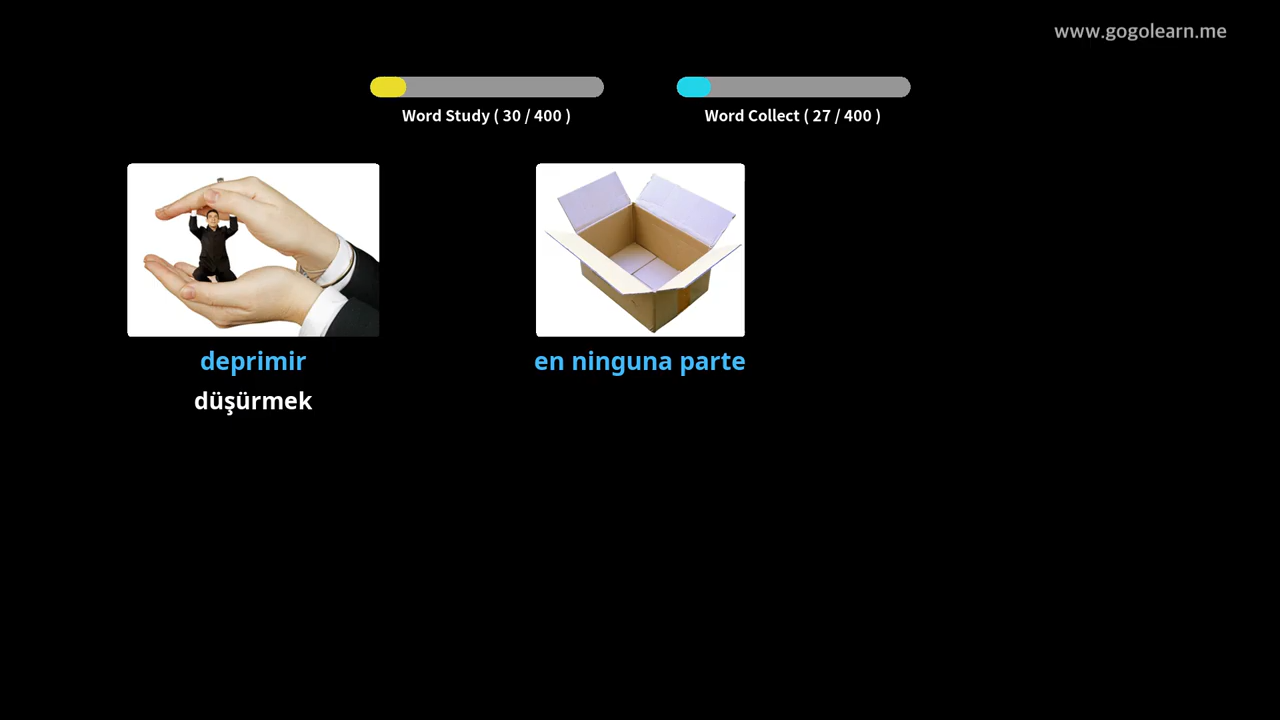 www.gogolearn.me
Word Study ( 30 / 400 )
Word Collect ( 27 / 400 )
deprimir
düşürmek
en ninguna parte